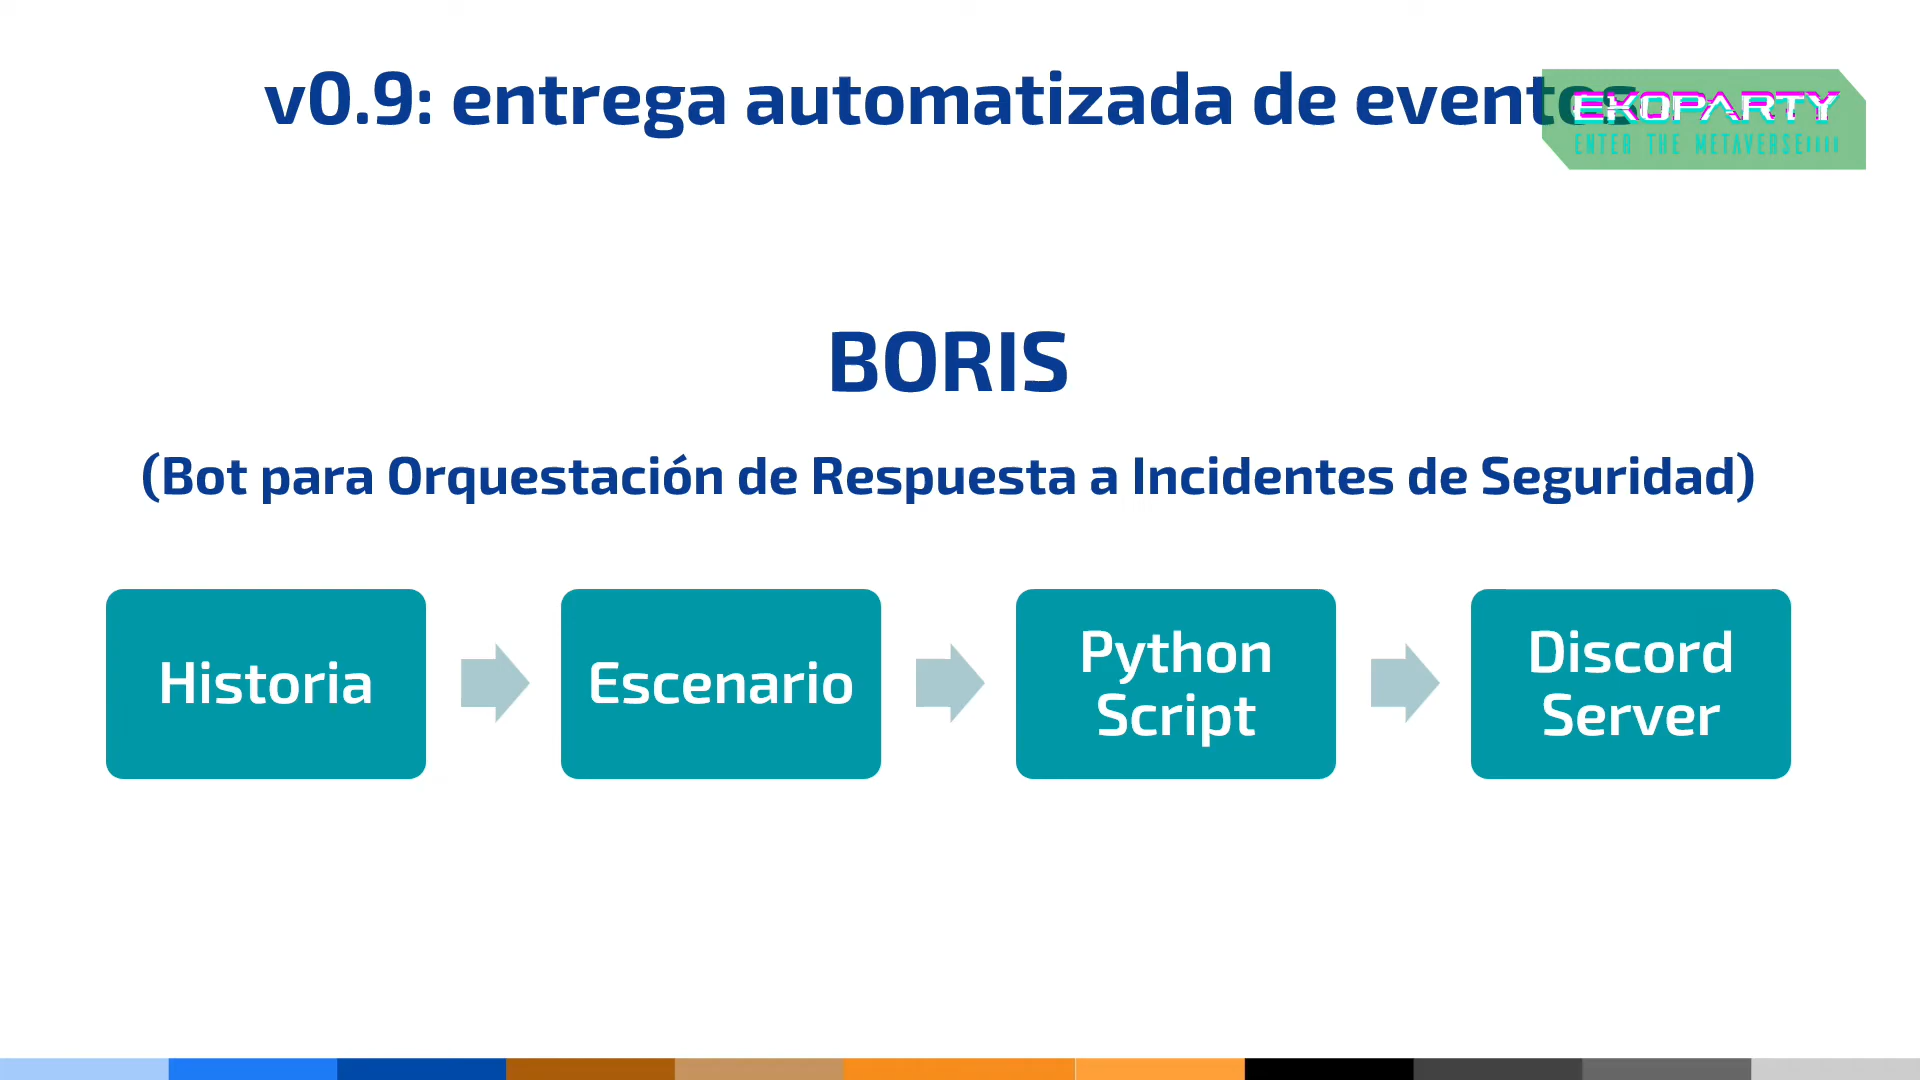 v0.9: entrega automatizada de eventos
EKOPARTY
ENTER THE METAVERSE
BORIS
(Bot para Orquestación de Respuesta a Incidentes de Seguridad)
Historia
Escenario
Python
Script
Discord
Server